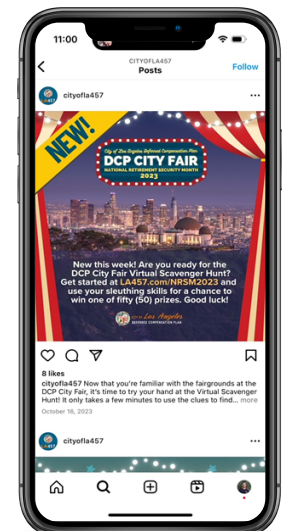 11:00
CITYOFLA457
Posts
Follow
cityofla457
NEW!
City of Los Angeles Deferred Compensation Plan
DCP CITY FAIR
NATIONAL RETIREMENT SECURITY MONTH
2023
New this week! Are you ready for the
DCP City Fair Virtual Scavenger Hunt?
Get started at LA457.com/NRSM2023 and
use your sleuthing skills for a chance to
win one of fifty (50) prizes. Good luck!
CITY OF Los Angeles
DEFERRED COMPENSATION PLAN
8 likes
cityofla457 Now that you're familiar with the fairgrounds at the
DCP City Fair, it's time to try your hand at the Virtual Scavenger
Hunt! It only takes a few minutes to use the clues to find... more
October 16, 2023
cityofla457